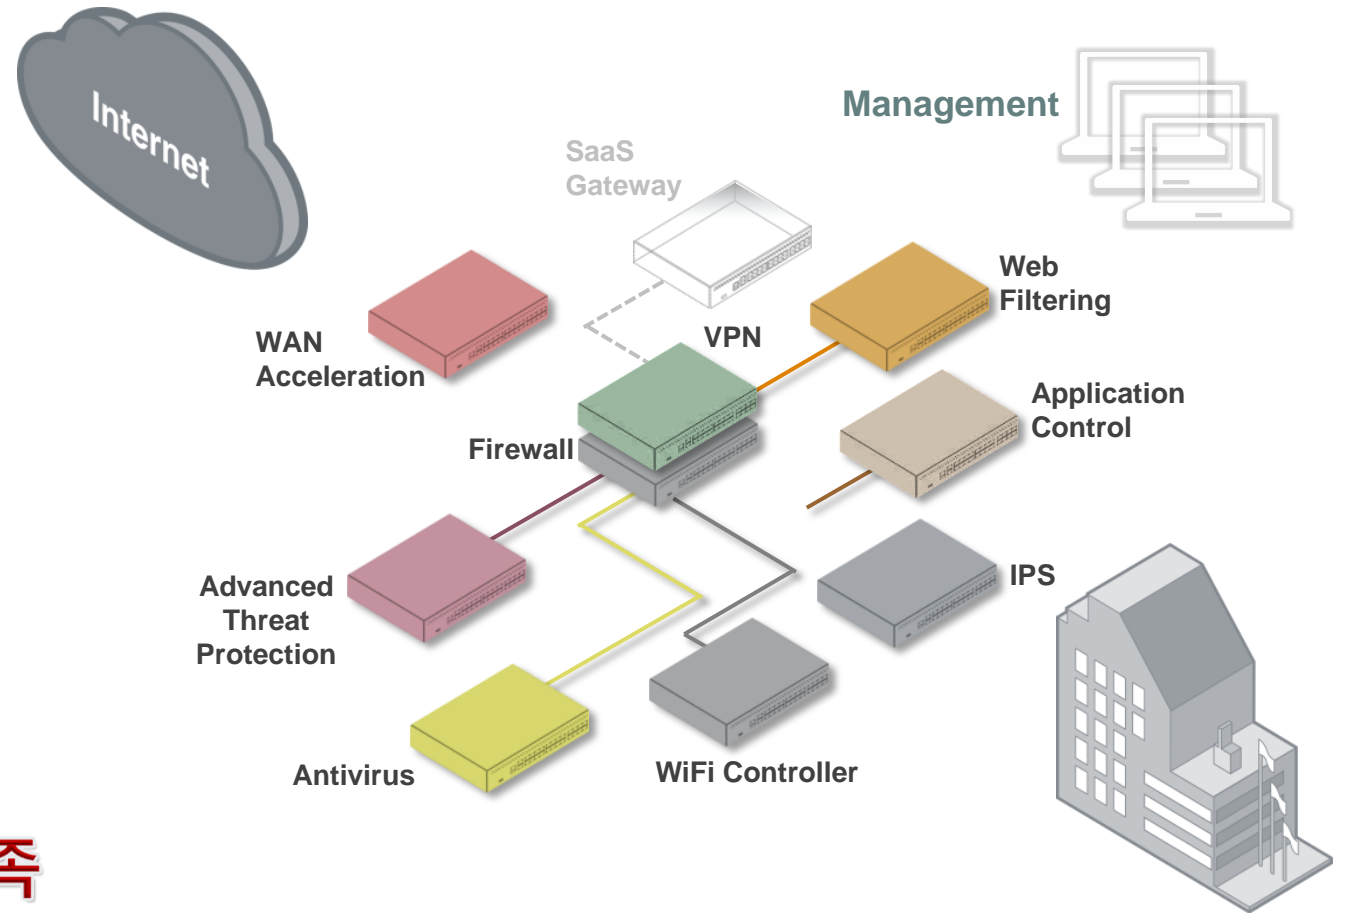 Internet
Management
SaaS
Gateway
Web
Filtering
VPN
WAN
Acceleration
Application
Control
Firewall
Advanced
Threat
Protection
IPS
Antivirus
WiFi Controller
족